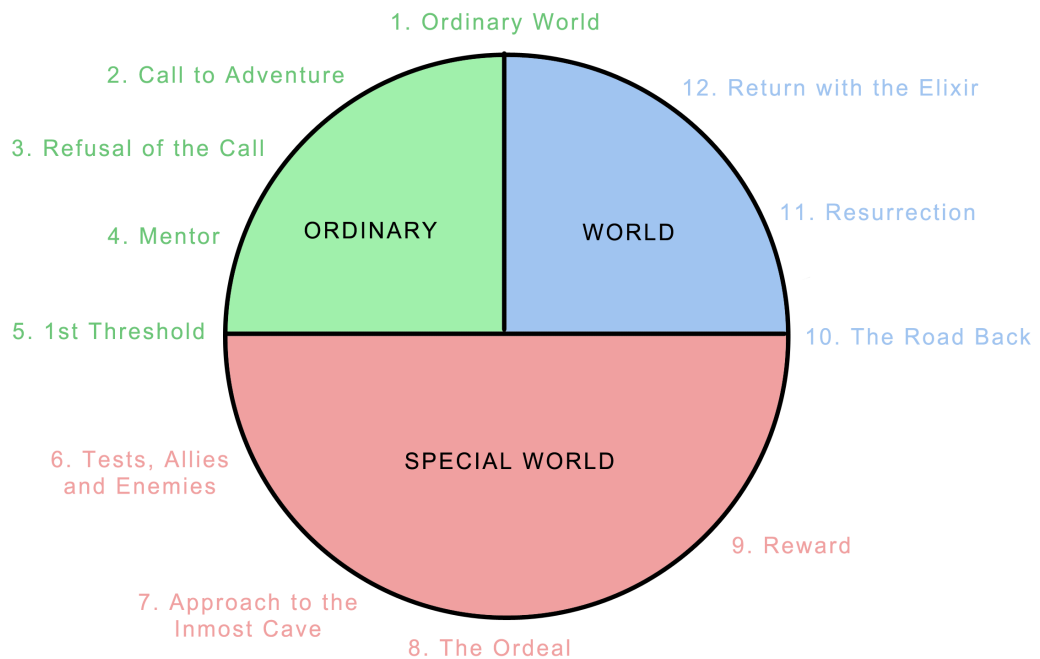 1. Ordinary World
2. Call to Adventure
12. Return with the Elixir
3. Refusal of the Call
11. Resurrection
4. Mentor
ORDINARY
WORLD
5. 1st Threshold
10. The Road Back
6. Tests, Allies
and Enemies
SPECIAL WORLD
9. Reward
7. Approach to the
Inmost Cave
8. The Ordeal